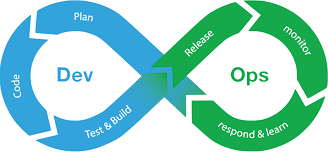 Plan
Code
Dev
Test & Build
Release
monitor
Ops
respond & learn